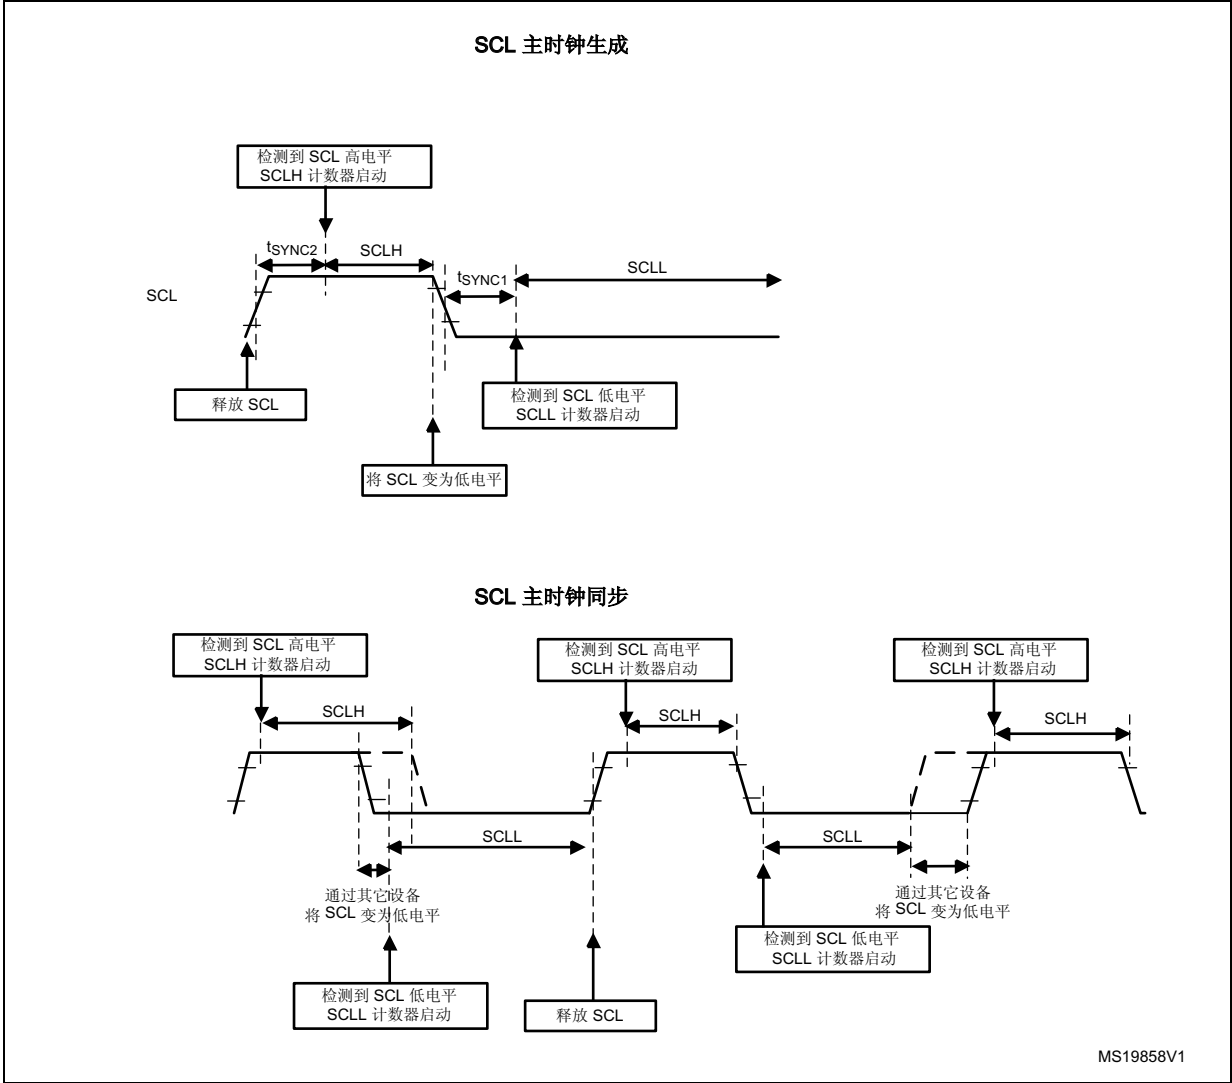 SCL 主时钟生成
检测到 SCL 高电平
SCLH 计数器启动
tSYNC2
SCLH
SCLL
tSYNC1
SCL
检测到 SCL 低电平
SCLL 计数器启动
释放 SCL
将 SCL 变为低电平
SCL 主时钟同步
检测到 SCL 高电平
SCLH 计数器启动
检测到 SCL 高电平
SCLH 计数器启动
检测到 SCL 高电平
SCLH 计数器启动
SCLH
SCLH
SCLH
SCLL
SCLL
通过其它设备
将 SCL 变为低电平
通过其它设备
将 SCL 变为低电平
检测到 SCL 低电平
SCLL 计数器启动
检测到 SCL 低电平
SCLL 计数器启动
释放 SCL
MS19858V1